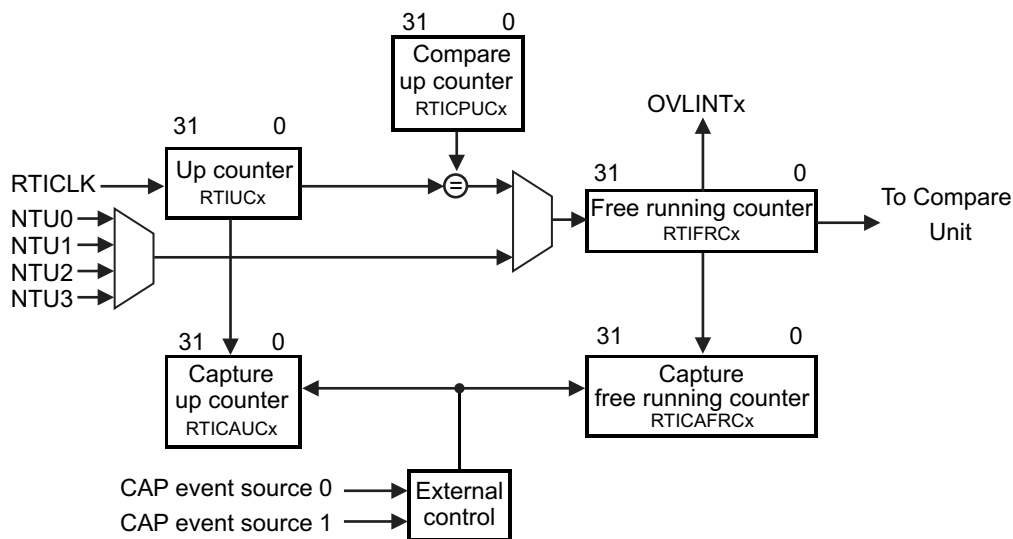 31 0
Compare
up counter
RTICPUCx
OVLINTx
31 0
Up counter
RTIUCx
RTICLK
=
31 0
Free running counter
RTIFRCx
To Compare
Unit
NTU0
NTU1
NTU2
NTU3
31 0
Capture
up counter
RTICAUCx
31 0
Capture
free running counter
RTICAFRCx
CAP event source 0
CAP event source 1
External
control